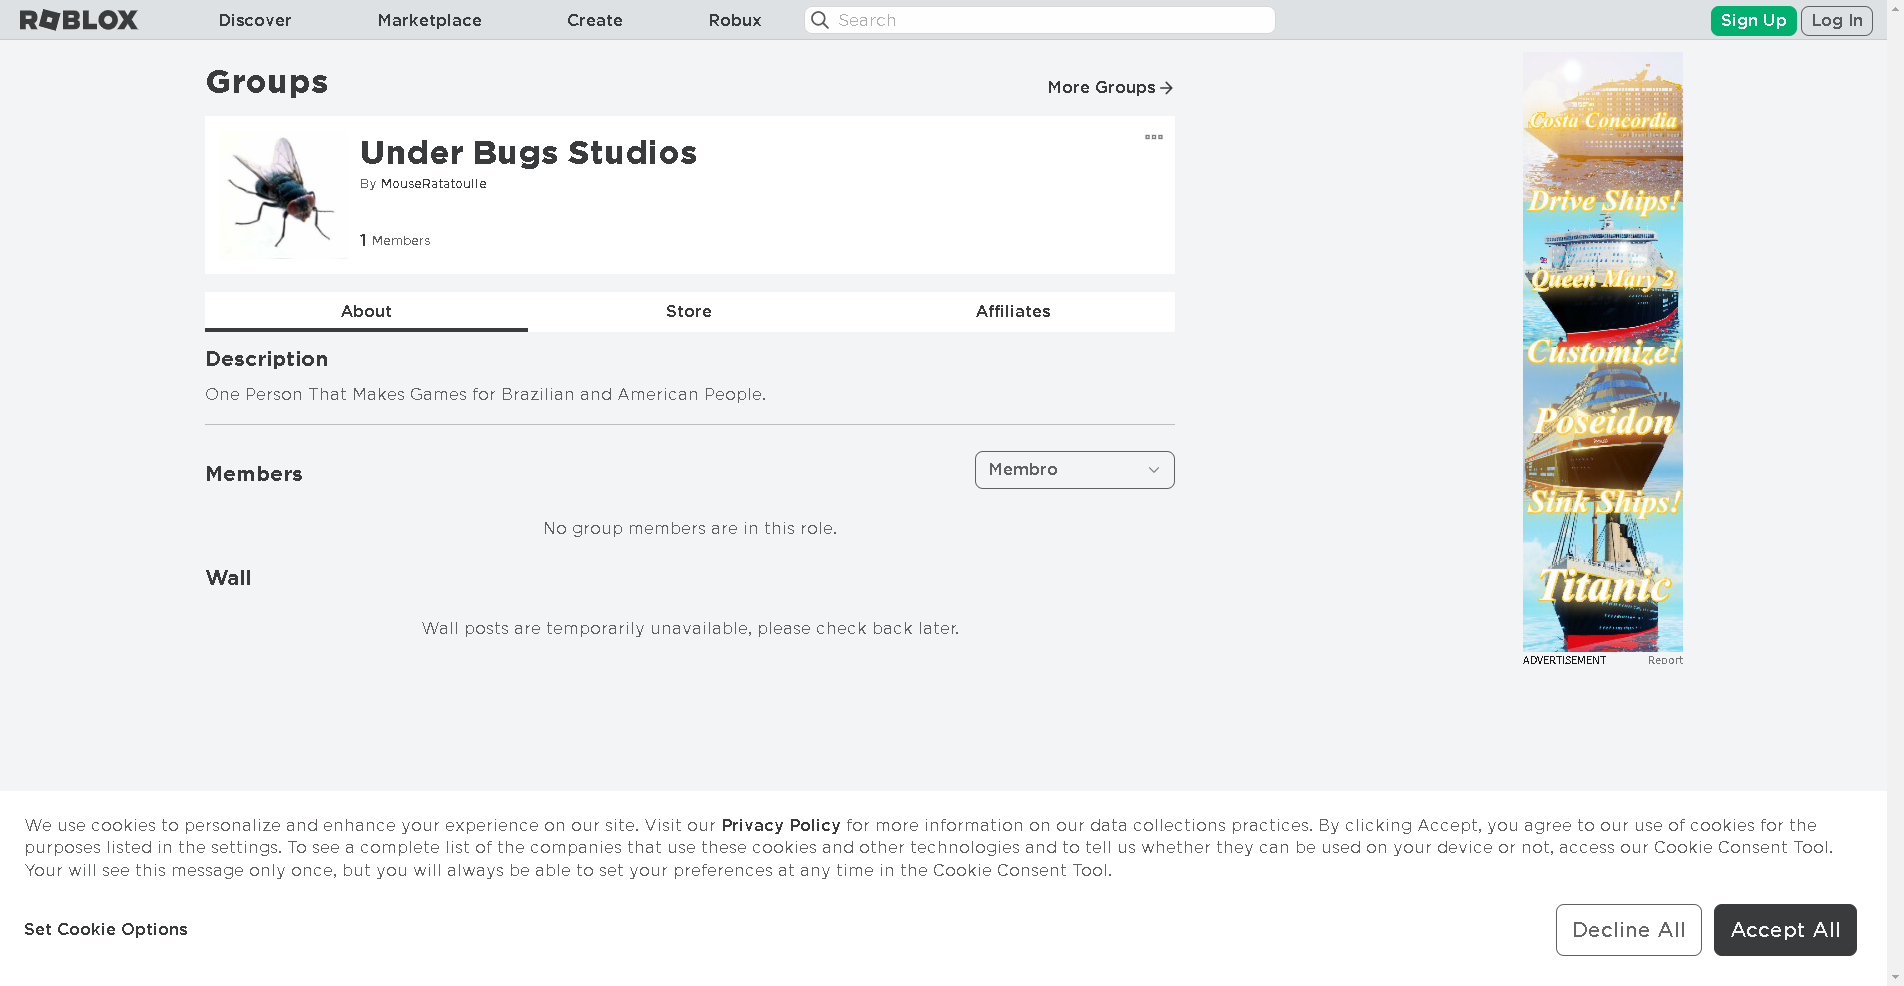 ROBLOX
Discover
Marketplace
Create
Robux
Search
Sign Up
Log In
Groups
More Groups
Under Bugs Studios
By MouseRatatoulle
1 Members
About
Store
Affiliates
Description
One Person That Makes Games for Brazilian and American People.
Members
Membro
No group members are in this role.
Wall
Wall posts are temporarily unavailable, please check back later.
Costa Concordia
Drive Ships!
Queen Mary 2
Customize!
Poseidon
Sink Ships!
Titanic
ADVERTISEMENT
Report
We use cookies to personalize and enhance your experience on our site. Visit our Privacy Policy for more information on our data collections practices. By clicking Accept, you agree to our use of cookies for the
purposes listed in the settings. To see a complete list of the companies that use these cookies and other technologies and to tell us whether they can be used on your device or not, access our Cookie Consent Tool.
Your will see this message only once, but you will always be able to set your preferences at any time in the Cookie Consent Tool.
Set Cookie Options
Decline All
Accept All